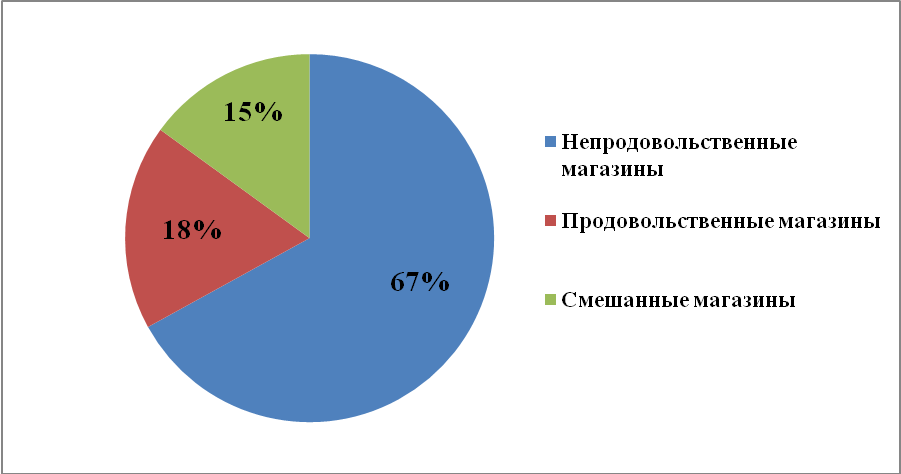 15%
18%
67%
Непродовольственные
магазины
Продовольственные магазины
Смешанные магазины